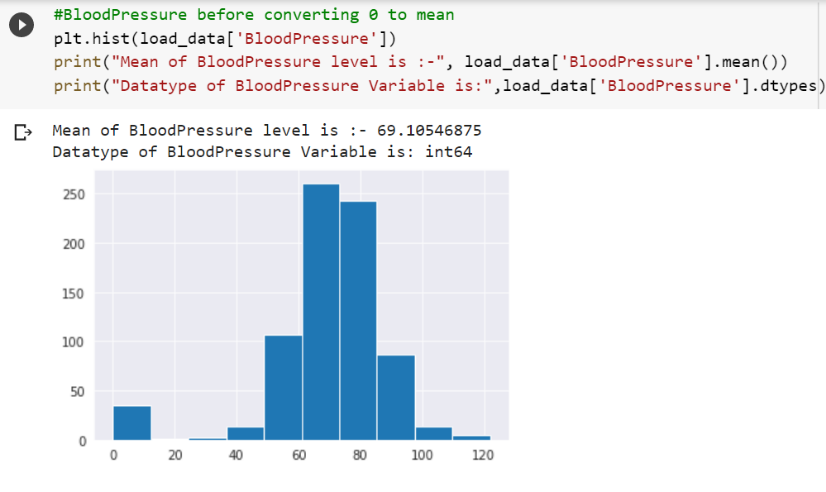 #BloodPressure before converting 0 to mean
plt.hist(load_data['BloodPressure'])
print("Mean of BloodPressure level is :-", load_data['BloodPressure'].mean())
print("Datatype of BloodPressure Variable is:",load_data['BloodPressure'].dtypes)
Mean of BloodPressure level is :- 69.10546875
Datatype of BloodPressure Variable is: int64
250
200
150
100
50
0
0 20 40 60 80 100 120